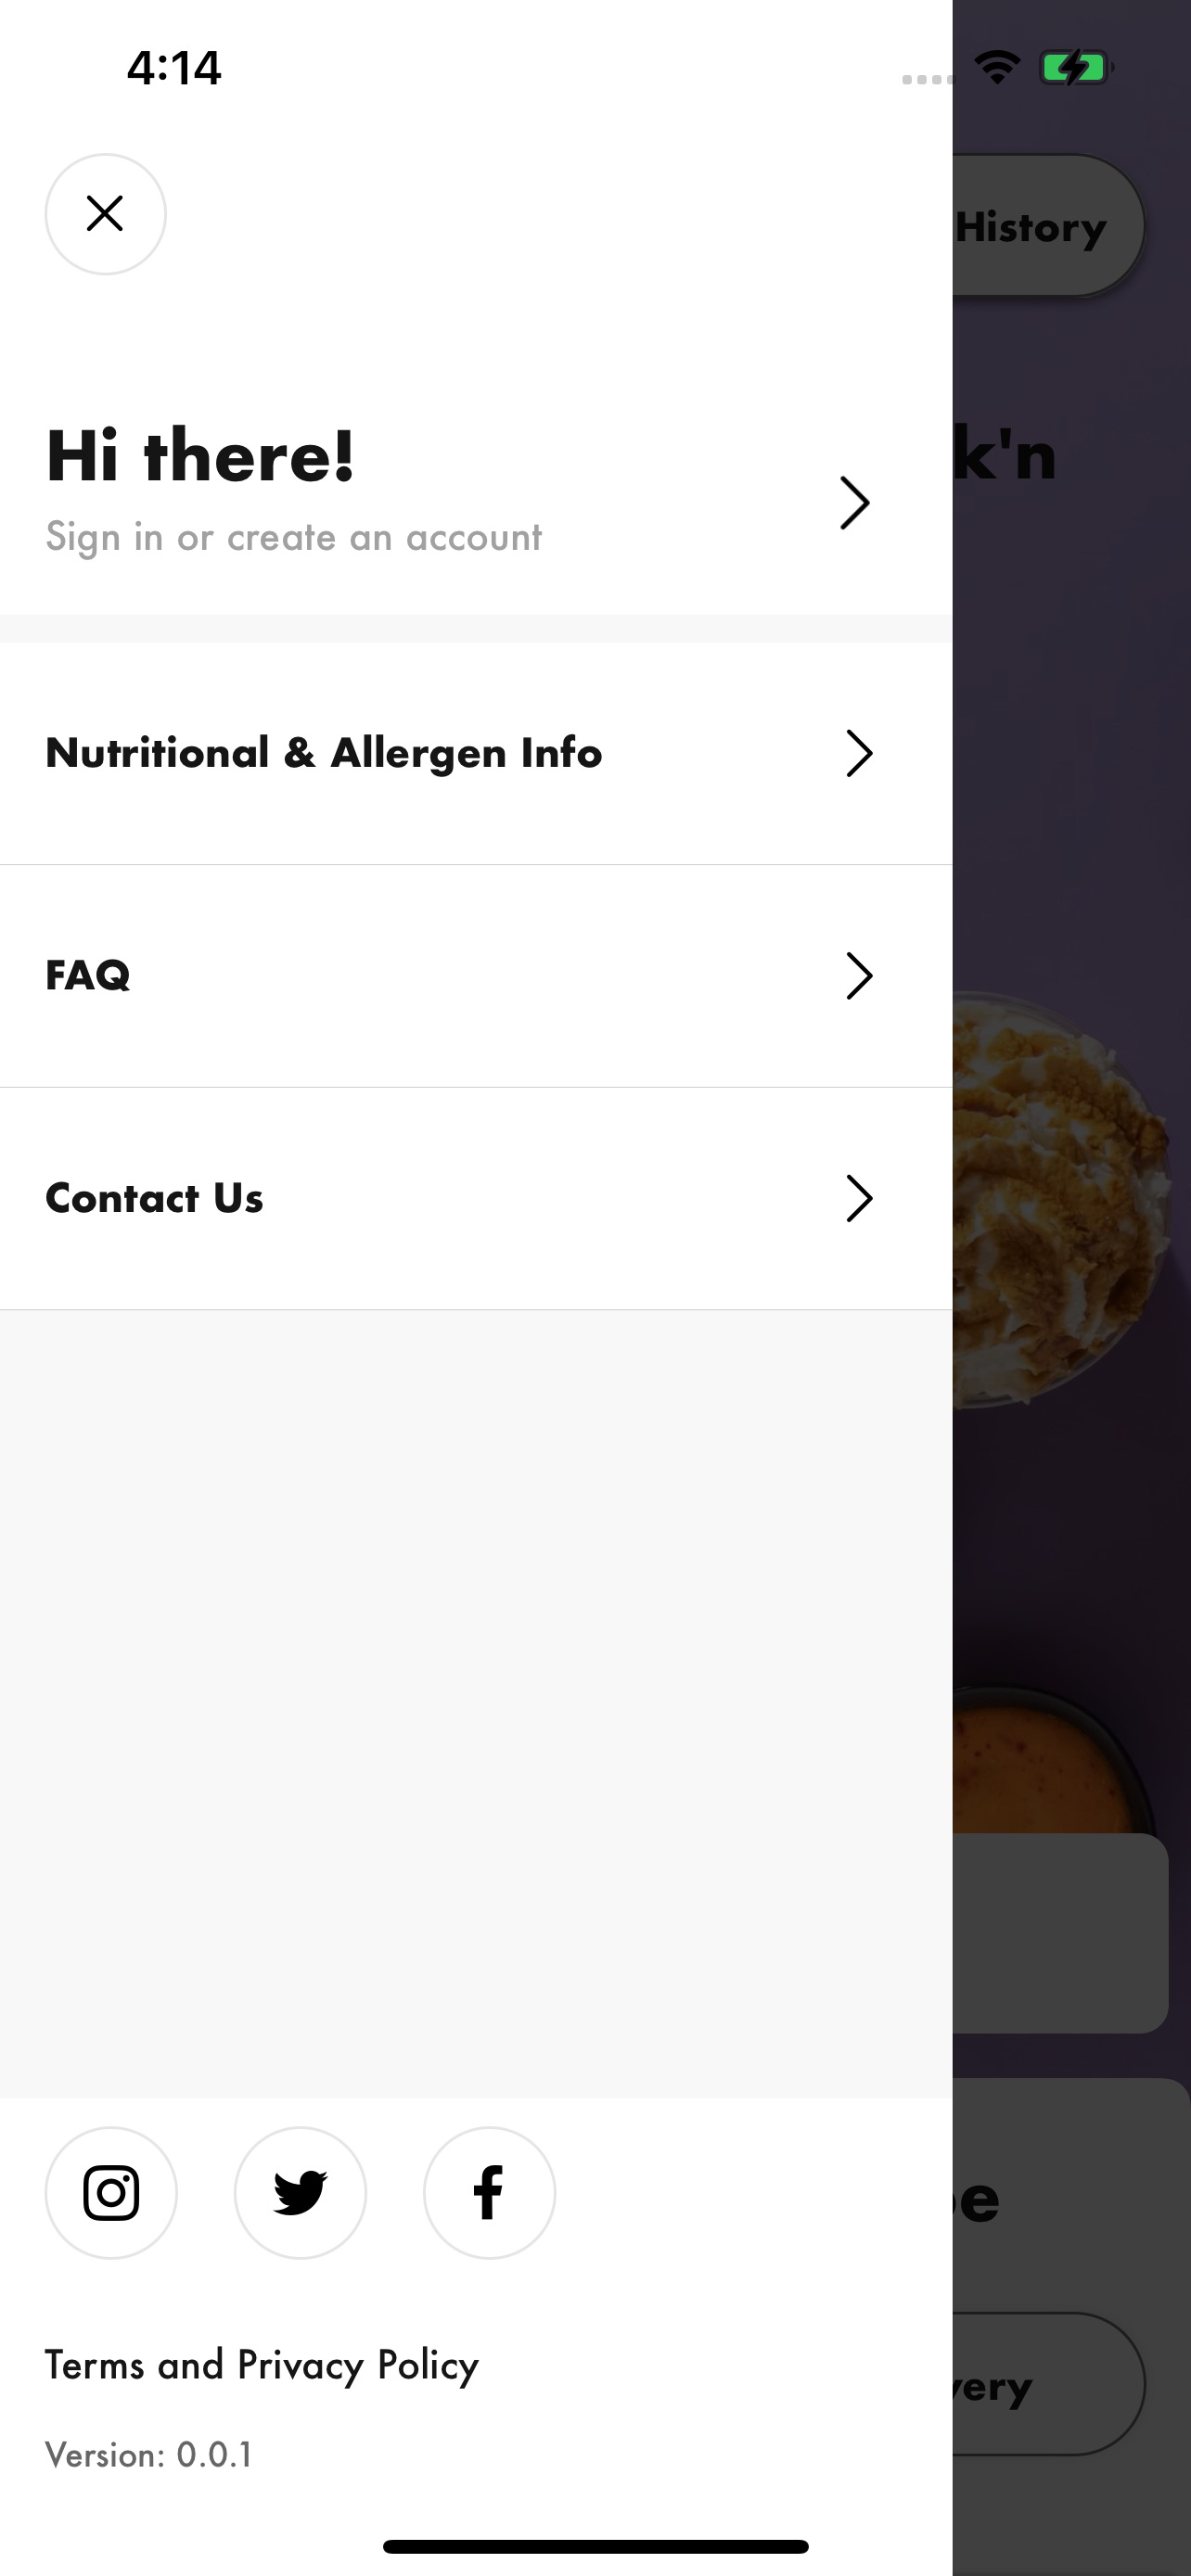 4:14
History
Hi there!
k'n
Sign in or create an account
Nutritional & Allergen Info
FAQ
Contact Us
Terms and Privacy Policy
very
Version: 0.0.1